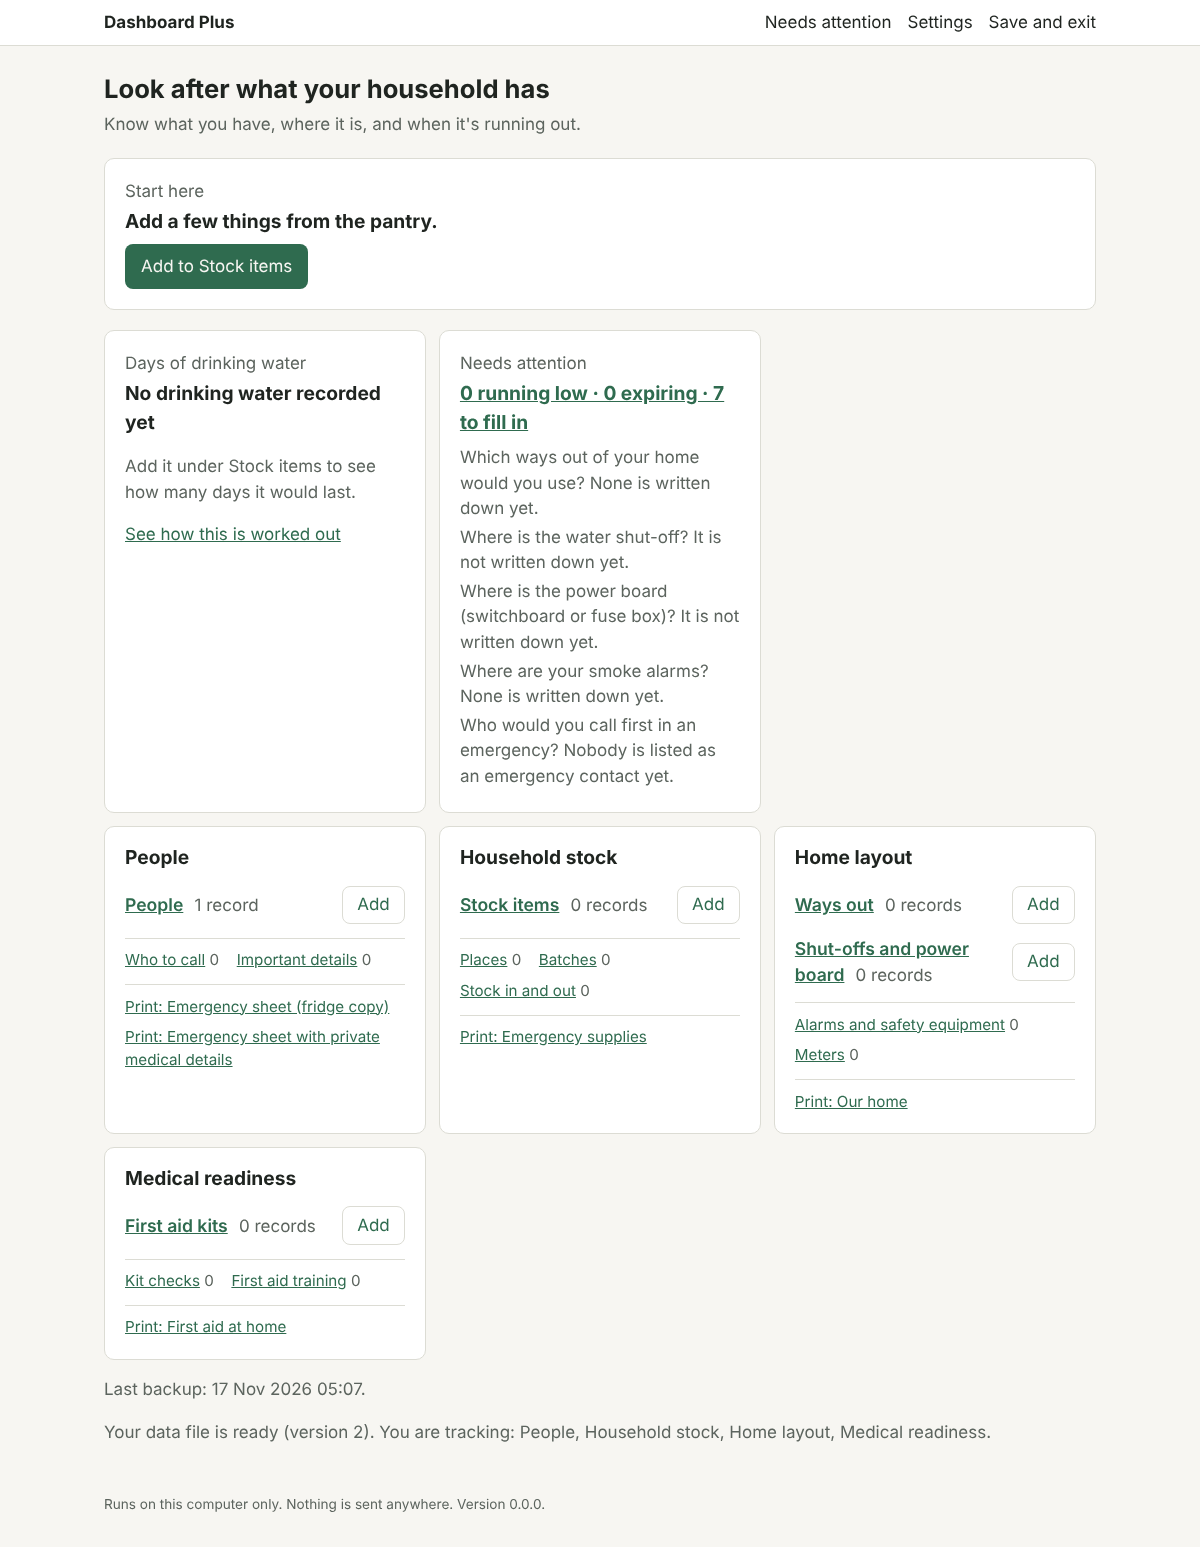 Dashboard Plus
Needs attention Settings Save and exit
Look after what your household has
Know what you have, where it is, and when it's running out.
Start here
Add a few things from the pantry.
Add to Stock items
Days of drinking water
No drinking water recorded
yet
Add it under Stock items to see
how many days it would last.
See how this is worked out
Needs attention
0 running low · 0 expiring · 7
to fill in
Which ways out of your home
would you use? None is written
down yet.
Where is the water shut-off? It is
not written down yet.
Where is the power board
(switchboard or fuse box)? It is not
written down yet.
Where are your smoke alarms?
None is written down yet.
Who would you call first in an
emergency? Nobody is listed as
an emergency contact yet.
People
People 1 record Add
Who to call 0 Important details 0
Print: Emergency sheet (fridge copy)
Print: Emergency sheet with private
medical details
Household stock
Stock items 0 records Add
Places 0 Batches 0
Stock in and out 0
Print: Emergency supplies
Home layout
Ways out 0 records Add
Shut-offs and power
board 0 records Add
Alarms and safety equipment 0
Meters 0
Print: Our home
Medical readiness
First aid kits 0 records Add
Kit checks 0 First aid training 0
Print: First aid at home
Last backup: 17 Nov 2026 05:07.
Your data file is ready (version 2). You are tracking: People, Household stock, Home layout, Medical readiness.
Runs on this computer only. Nothing is sent anywhere. Version 0.0.0.